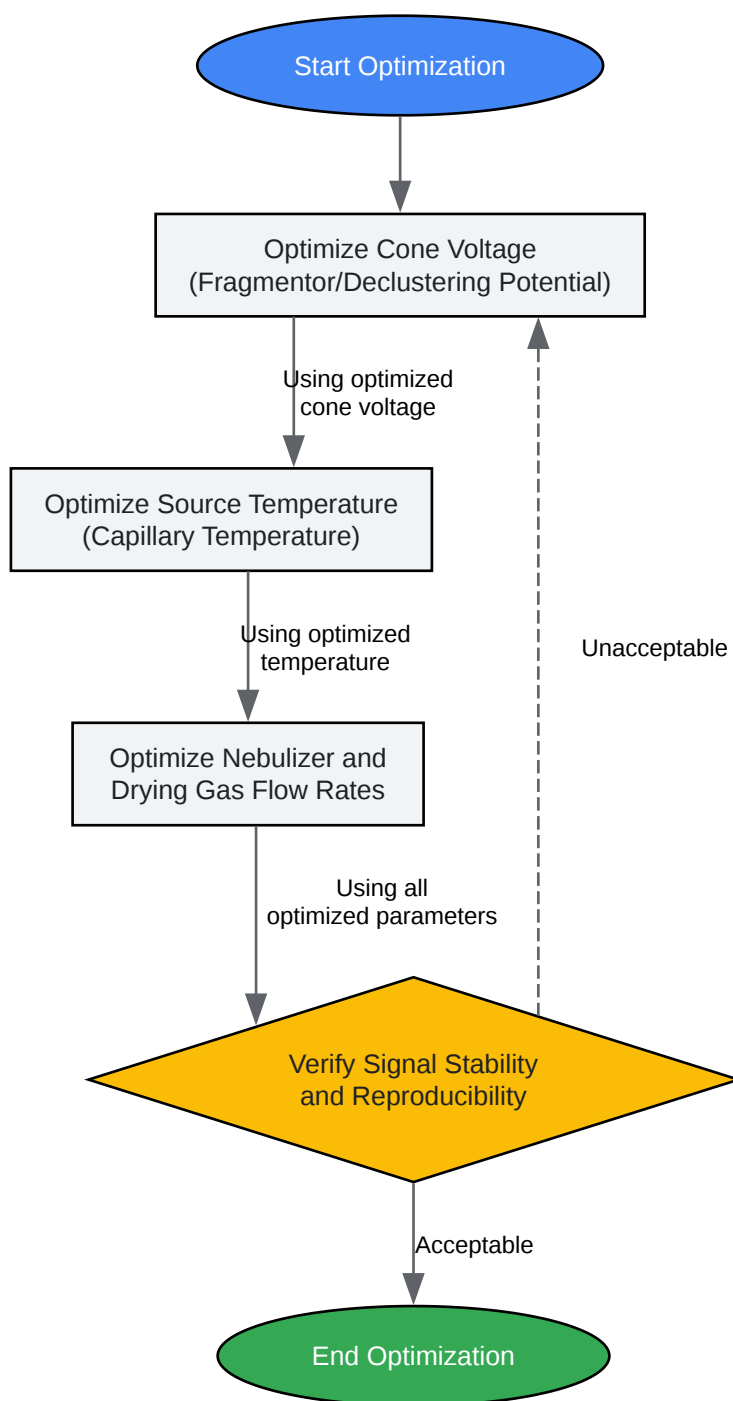 Start Optimization
Optimize Cone Voltage
(Fragmentor/Declustering Potential)
Using optimized
cone voltage
Optimize Source Temperature
(Capillary Temperature)
Using optimized
temperature
Unacceptable
Optimize Nebulizer and
Drying Gas Flow Rates
Using all
optimized parameters
Verify Signal Stability
and Reproducibility
Acceptable
End Optimization